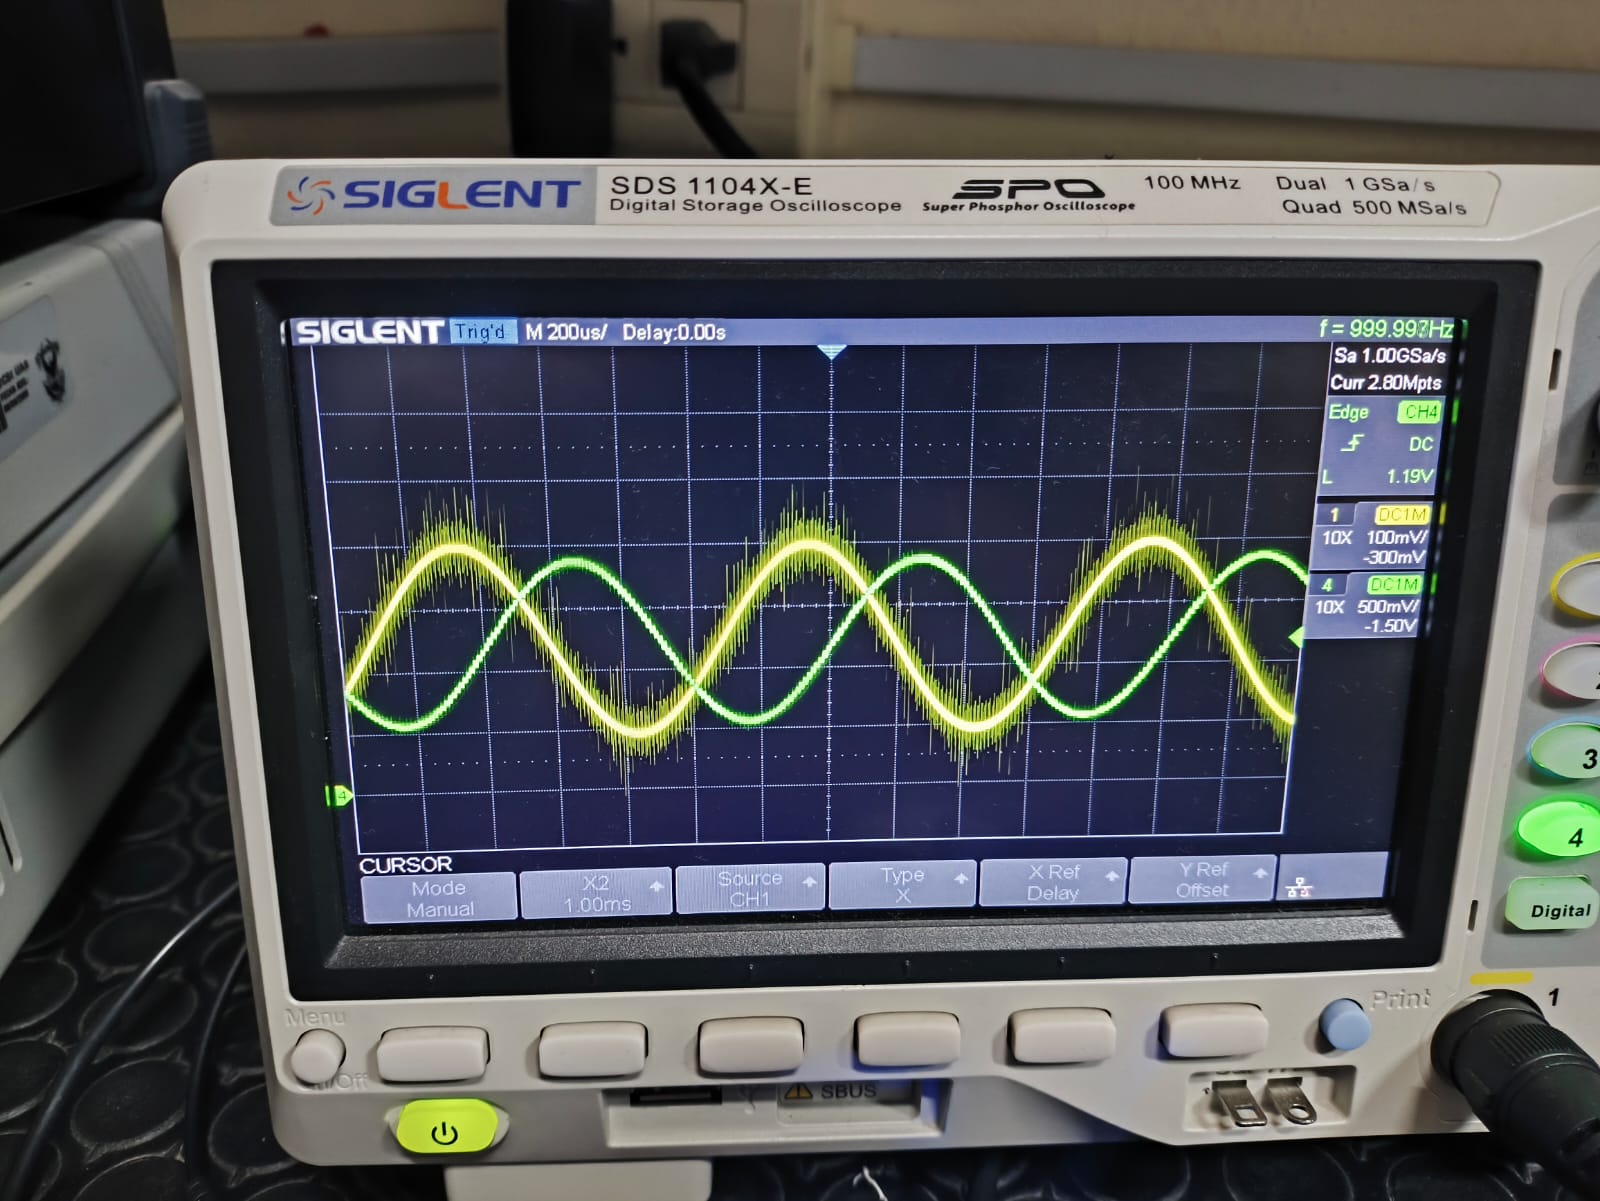 SIGLENT SDS 1104X-E
Digital Storage Oscilloscope
SPO
Super Phosphor Oscilloscope
100 MHz
Dual 1 GSa/s
Quad 500 MSa/s
SIGLENT Trig'd M 200us/ Delay:0.00s
Sa 1.00GSa/s
Curr 2.80Mpts
Edge CH4
DC
L 1.19V
1 DC1M
10X 100mV/
-300mV
4 DC1M
10X 500mV/
-1.50V
4
CURSOR
Mode
Manual
X2
1.00ms
Source
CH1
Type
X
X Ref
Delay
Y Ref
Offset
3
4
Digital
Menu
On/Off
Print
1
SBUS